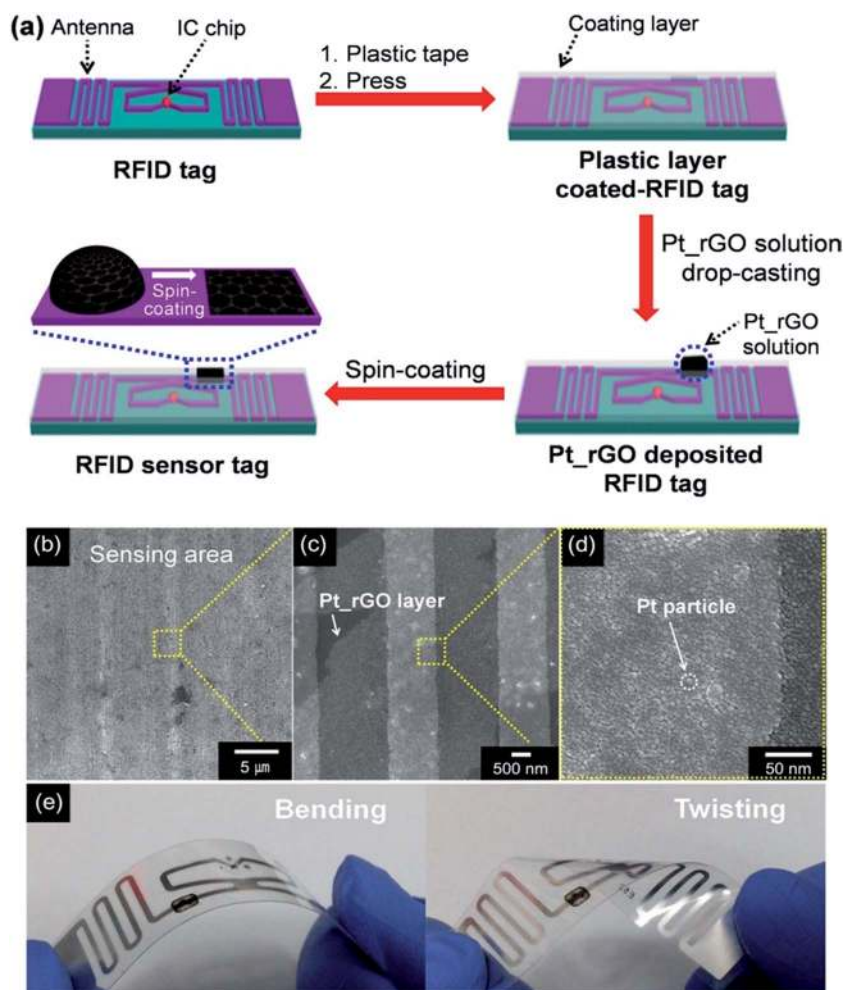 (a)
Antenna
IC chip
1. Plastic tape
2. Press
Coating layer
RFID tag
Plastic layer
coated-RFID tag
Pt_rGO solution
drop-casting
Spin-
coating
Pt_rGO
solution
Spin-coating
RFID sensor tag
Pt_rGO deposited
RFID tag
(b)
Sensing area
5 μm
(c)
Pt_rGO layer
500 nm
(d)
Pt particle
50 nm
(e)
Bending
Twisting